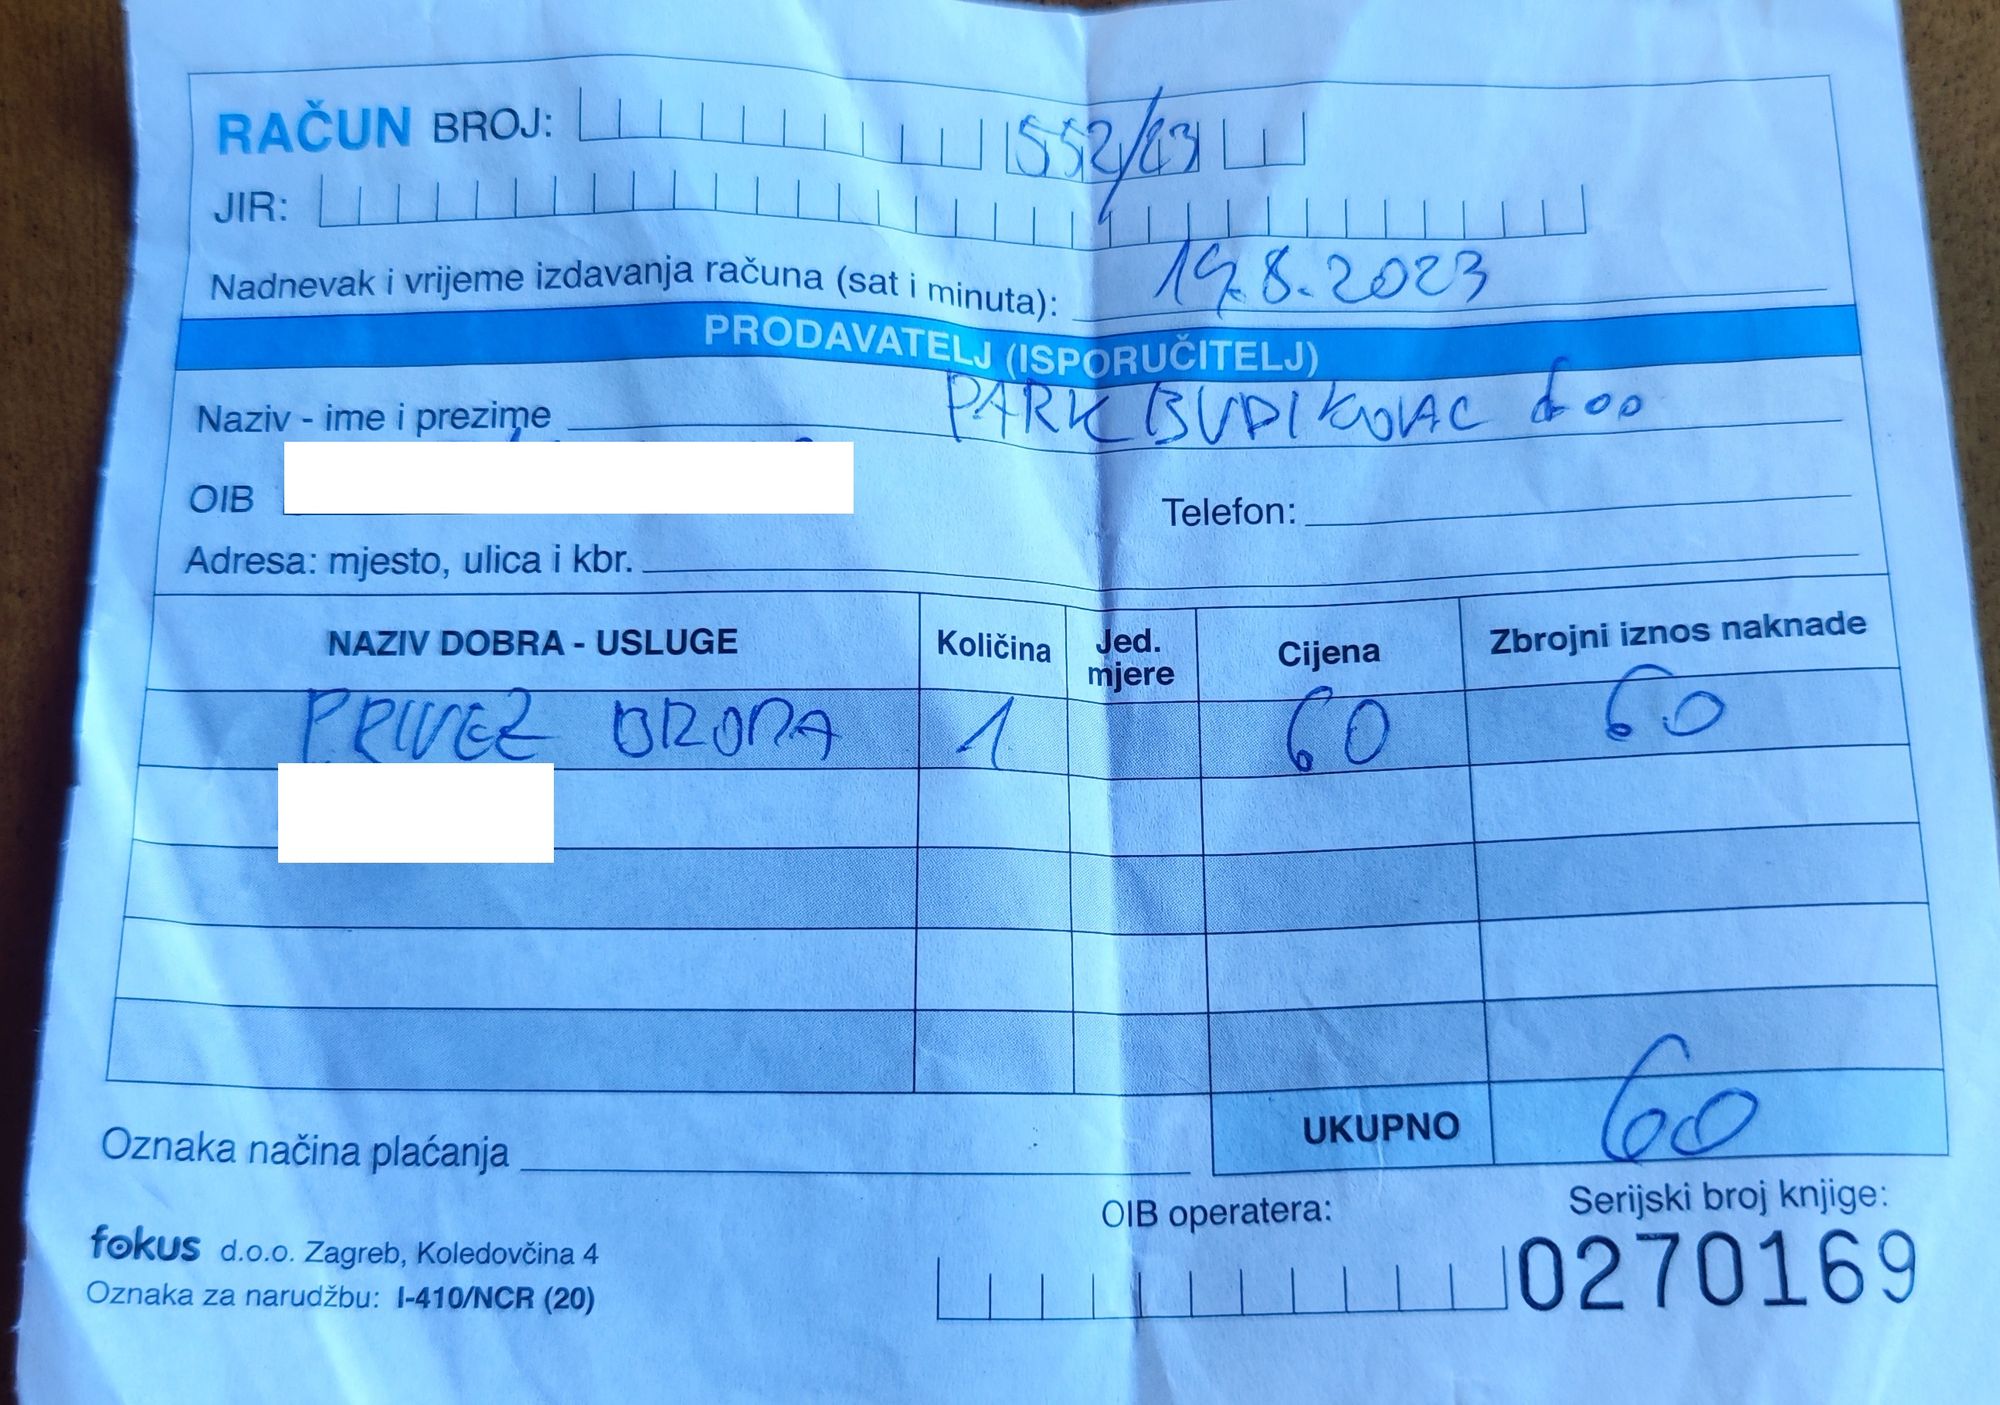 RAČUN BROJ: 552/23
JIR:
Nadnevak i vrijeme izdavanja računa (sat i minuta): 19.8.2023
PRODAVATELJ (ISPORUČITELJ)
Naziv - ime i prezime PARK BUDIKOVAC doo
OIB Telefon:
Adresa: mjesto, ulica i kbr.
NAZIV DOBRA - USLUGE Količina Jed. mjere Cijena Zbrojni iznos naknade
PRIVEZ BRODA 1 60 60
UKUPNO 60
Oznaka načina plaćanja
OIB operatera: Serijski broj knjige:
fokus d.o.o. Zagreb, Koledovčina 4
0270169
Oznaka za narudžbu: I-410/NCR (20)